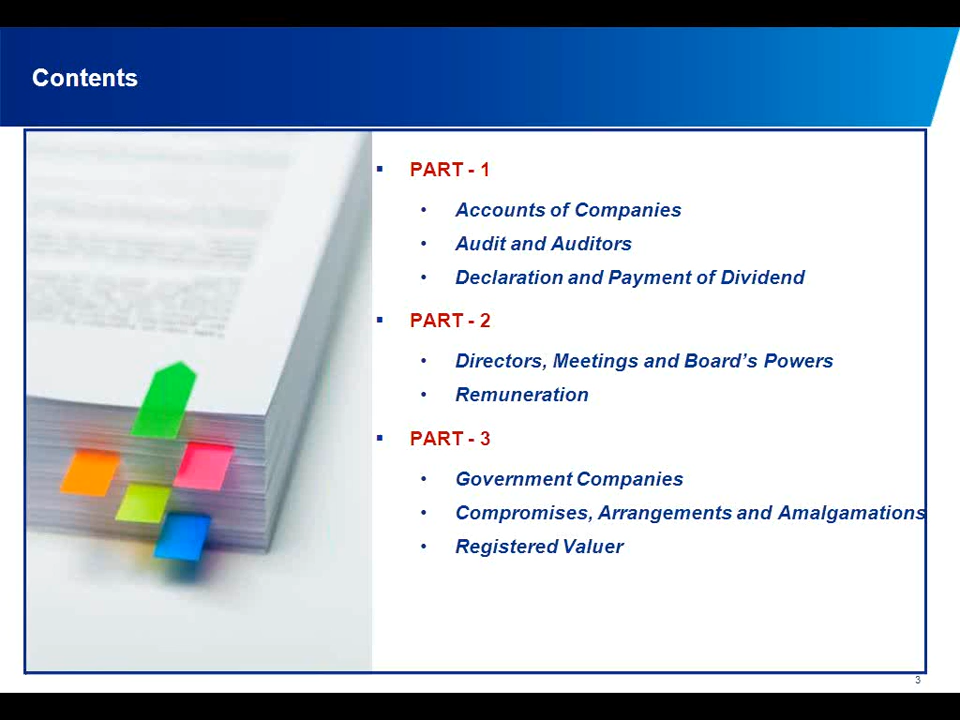 Contents
PART - 1
Accounts of Companies
Audit and Auditors
Declaration and Payment of Dividend
PART - 2
Directors, Meetings and Board’s Powers
Remuneration
PART - 3
Government Companies
Compromises, Arrangements and Amalgamations
Registered Valuer
3